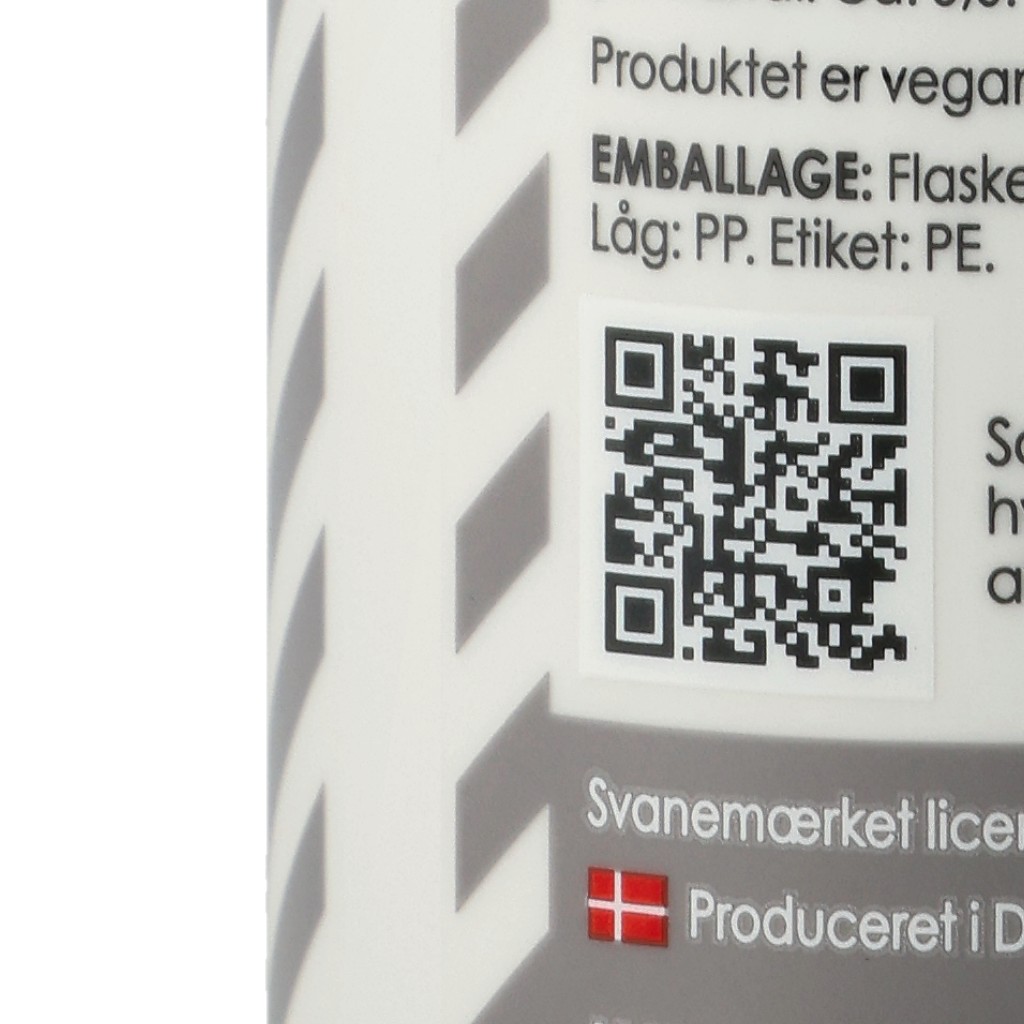 Produktet er vegan
EMBALLAGE: Flaske
Låg: PP. Etiket: PE.
Svanemærket licen
Produceret i D